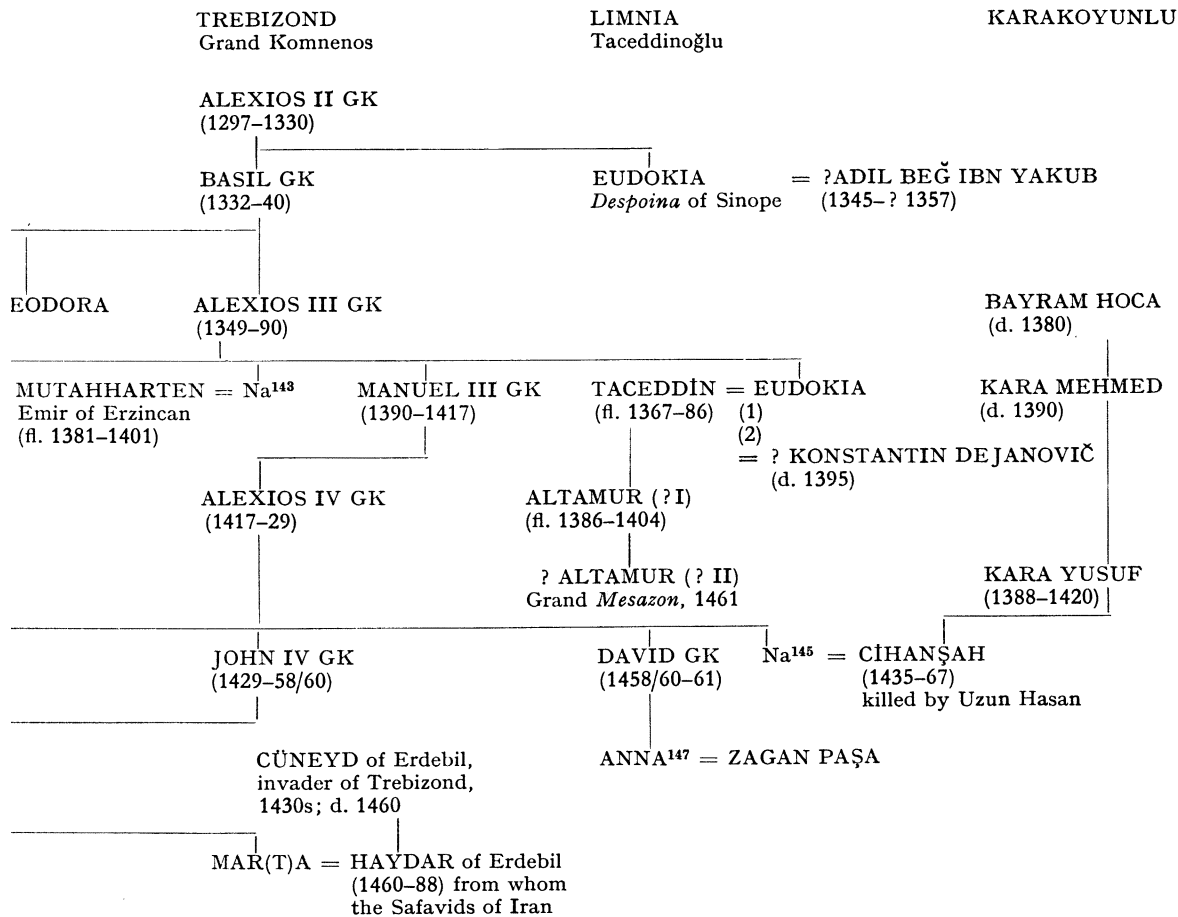 TREBIZOND LIMNIA KARAKOYUNLU
Grand Komnenos Taceddinoğlu
ALEXIOS II GK
(1297–1330)
BASIL GK EUDOKIA = ?ADIL BEĞ IBN YAKUB
(1332–40) Despoina of Sinope (1345–? 1357)
EODORA ALEXIOS III GK BAYRAM HOCA
(1349–90) (d. 1380)
MUTAHHARTEN = Na¹⁴³ MANUEL III GK TACEDDİN = EUDOKIA KARA MEHMED
Emir of Erzincan (1390–1417) (fl. 1367–86) (1) (d. 1390)
(fl. 1381–1401) (2)
= ? KONSTANTIN DEJANOVIČ
(d. 1395)
ALEXIOS IV GK ALTAMUR (?I)
(1417–29) (fl. 1386–1404)
? ALTAMUR (? II) KARA YUSUF
Grand Mesazon, 1461 (1388–1420)
JOHN IV GK DAVID GK Na¹⁴⁵ = CİHANŞAH
(1429–58/60) (1458/60–61) (1435–67)
killed by Uzun Hasan
CÜNEYD of Erdebil, ANNA¹⁴⁷ = ZAGAN PAŞA
invader of Trebizond,
1430s; d. 1460
MAR(T)A = HAYDAR of Erdebil
(1460–88) from whom
the Safavids of Iran